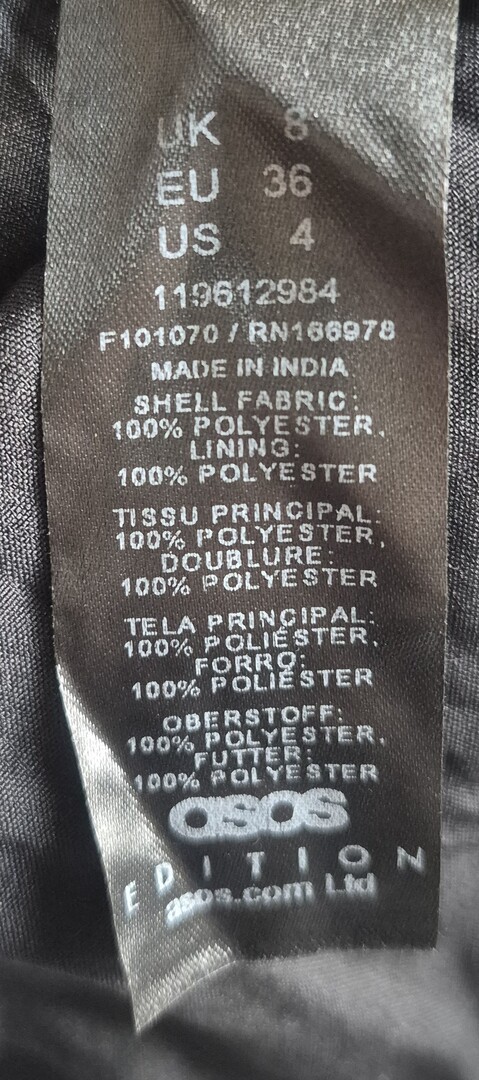 UK 8
EU 36
US 4
119612984
F101070 / RN166978
MADE IN INDIA
SHELL FABRIC:
100% POLYESTER,
LINING:
100% POLYESTER
TISSU PRINCIPAL:
100% POLYESTER,
DOUBLURE:
100% POLYESTER
TELA PRINCIPAL:
100% POLIÉSTER,
FORRO:
100% POLIÉSTER
OBERSTOFF:
100% POLYESTER,
FUTTER:
100% POLYESTER
asos
EDITION
asos.com Ltd